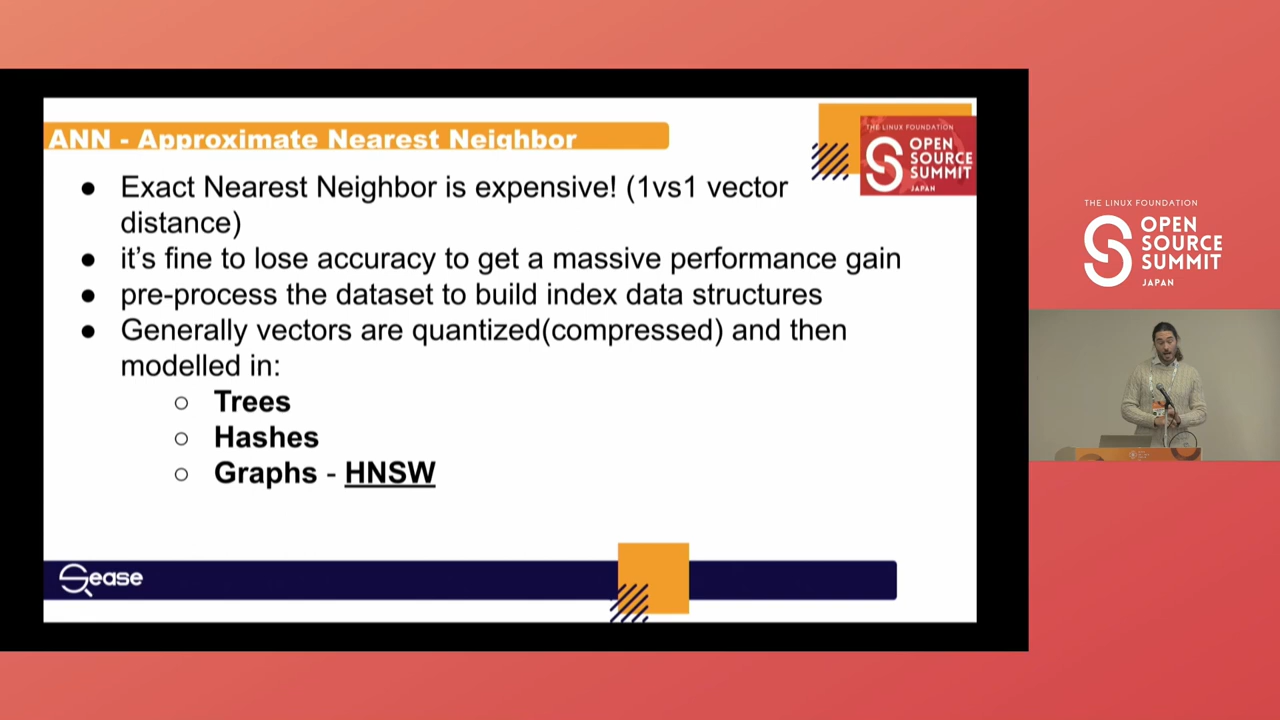 ANN - Approximate Nearest Neighbor
THE LINUX FOUNDATION
OPEN
SOURCE
SUMMIT
JAPAN
● Exact Nearest Neighbor is expensive! (1vs1 vector
distance)
● it's fine to lose accuracy to get a massive performance gain
● pre-process the dataset to build index data structures
● Generally vectors are quantized(compressed) and then
modelled in:
○ Trees
○ Hashes
○ Graphs - HNSW
Sease
THE LINUX FOUNDATION
OPEN
SOURCE
SUMMIT
JAPAN